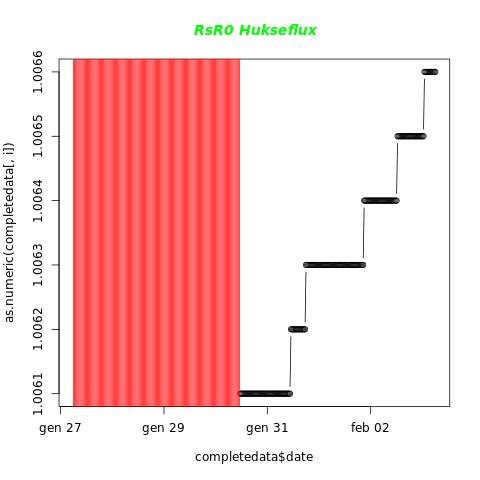 RsR0 Hukseflux
as.numeric(completedata[, i])
1.0066
1.0065
1.0064
1.0063
1.0062
1.0061
gen 27 gen 29 gen 31 feb 02
completedata$date